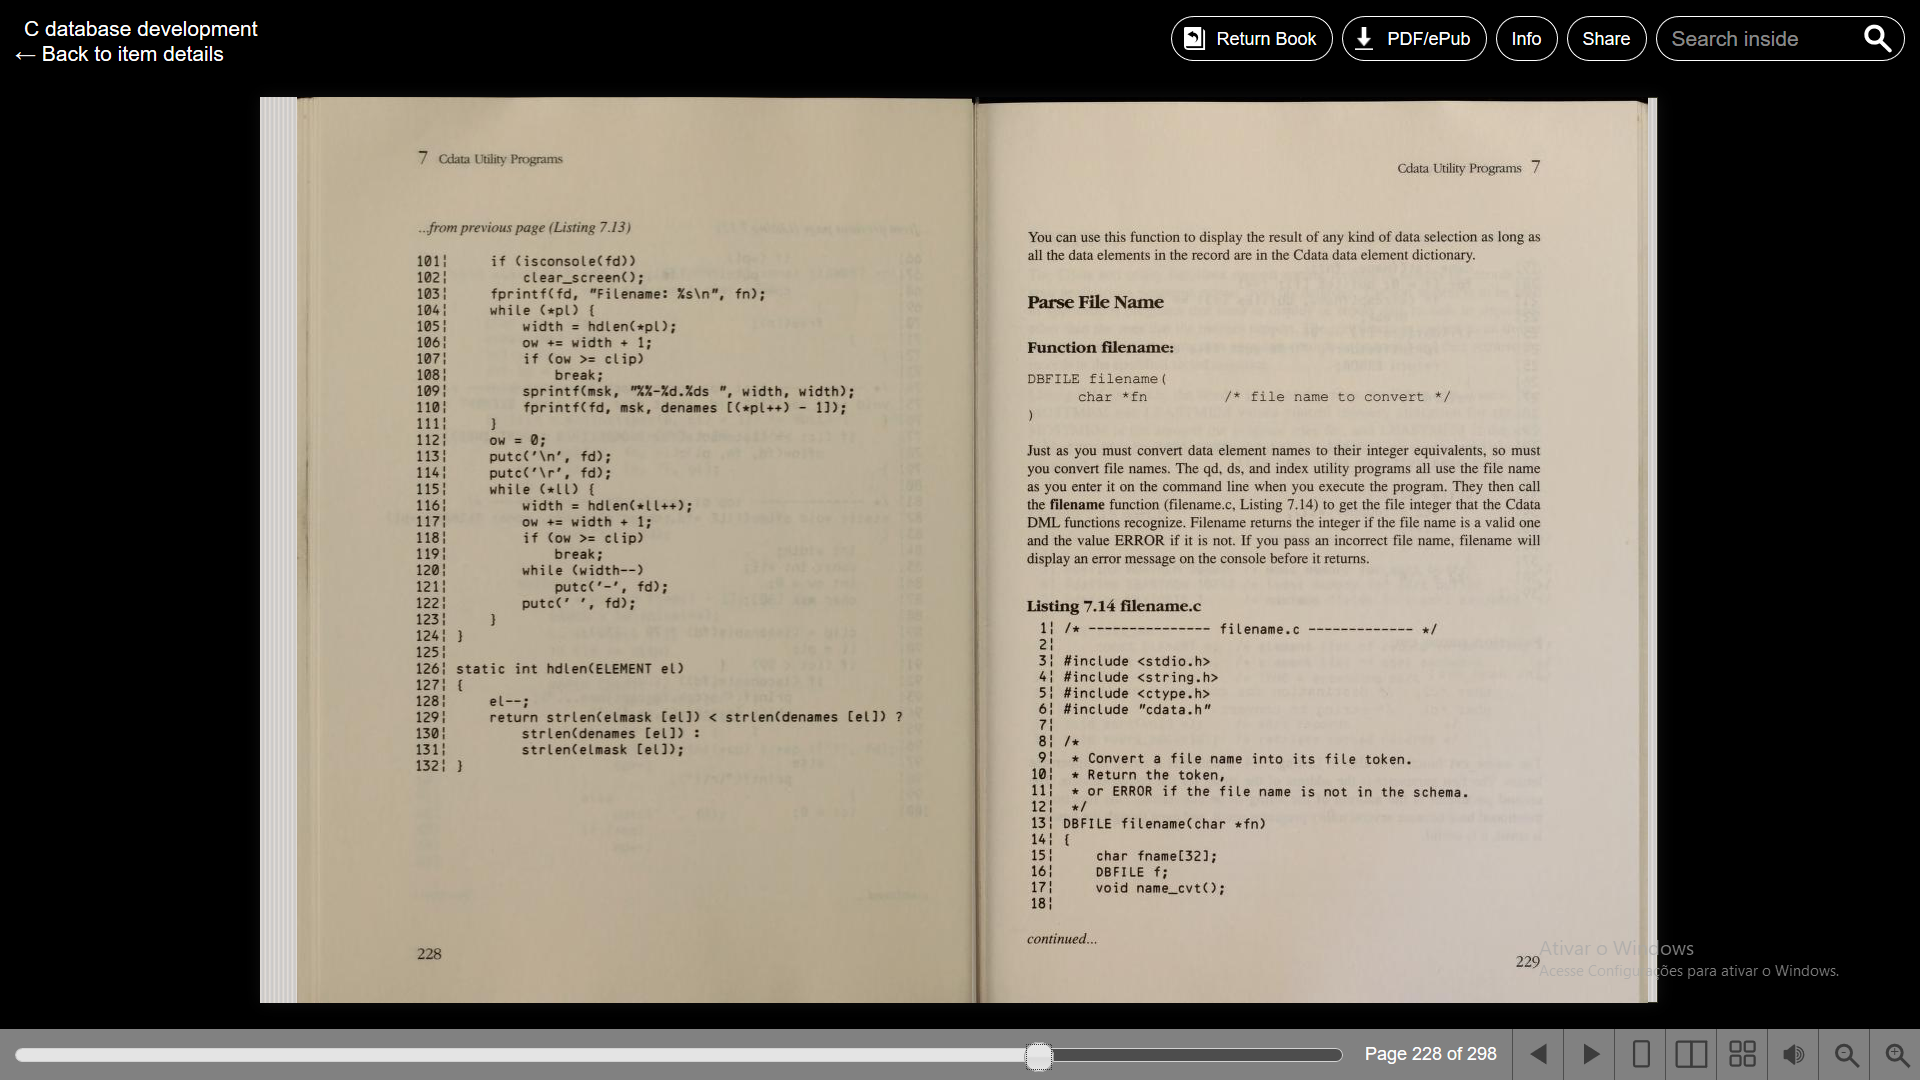 C database development
← Back to item details
Return Book
PDF/ePub
Info
Share
Search inside
7 Cdata Utility Programs
...from previous page (Listing 7.13)
101¦     if (isconsole(fd))
102¦         clear_screen();
103¦     fprintf(fd, "Filename: %s\n", fn);
104¦     while (*pl) {
105¦         width = hdlen(*pl);
106¦         ow += width + 1;
107¦         if (ow >= clip)
108¦             break;
109¦         sprintf(msk, "%%-%d.%ds ", width, width);
110¦         fprintf(fd, msk, denames [(*pl++) - 1]);
111¦     }
112¦     ow = 0;
113¦     putc('\n', fd);
114¦     putc('\r', fd);
115¦     while (*ll) {
116¦         width = hdlen(*ll++);
117¦         ow += width + 1;
118¦         if (ow >= clip)
119¦             break;
120¦         while (width--)
121¦             putc('-', fd);
122¦         putc(' ', fd);
123¦     }
124¦ }
125¦
126¦ static int hdlen(ELEMENT el)
127¦ {
128¦     el--;
129¦     return strlen(elmask [el]) < strlen(denames [el]) ?
130¦         strlen(denames [el]) :
131¦         strlen(elmask [el]);
132¦ }
228
Cdata Utility Programs 7
You can use this function to display the result of any kind of data selection as long as
all the data elements in the record are in the Cdata data element dictionary.
Parse File Name
Function filename:
DBFILE filename(
char *fn /* file name to convert */
)
Just as you must convert data element names to their integer equivalents, so must
you convert file names. The qd, ds, and index utility programs all use the file name
as you enter it on the command line when you execute the program. They then call
the filename function (filename.c, Listing 7.14) to get the file integer that the Cdata
DML functions recognize. Filename returns the integer if the file name is a valid one
and the value ERROR if it is not. If you pass an incorrect file name, filename will
display an error message on the console before it returns.
Listing 7.14 filename.c
1¦ /* --------------- filename.c ------------- */
2¦
3¦ #include <stdio.h>
4¦ #include <string.h>
5¦ #include <ctype.h>
6¦ #include "cdata.h"
7¦
8¦ /*
9¦  * Convert a file name into its file token.
10¦  * Return the token,
11¦  * or ERROR if the file name is not in the schema.
12¦  */
13¦ DBFILE filename(char *fn)
14¦ {
15¦     char fname[32];
16¦     DBFILE f;
17¦     void name_cvt();
18¦
continued...
229
Ativar o Windows
Acesse Configurações para ativar o Windows.
Page 228 of 298